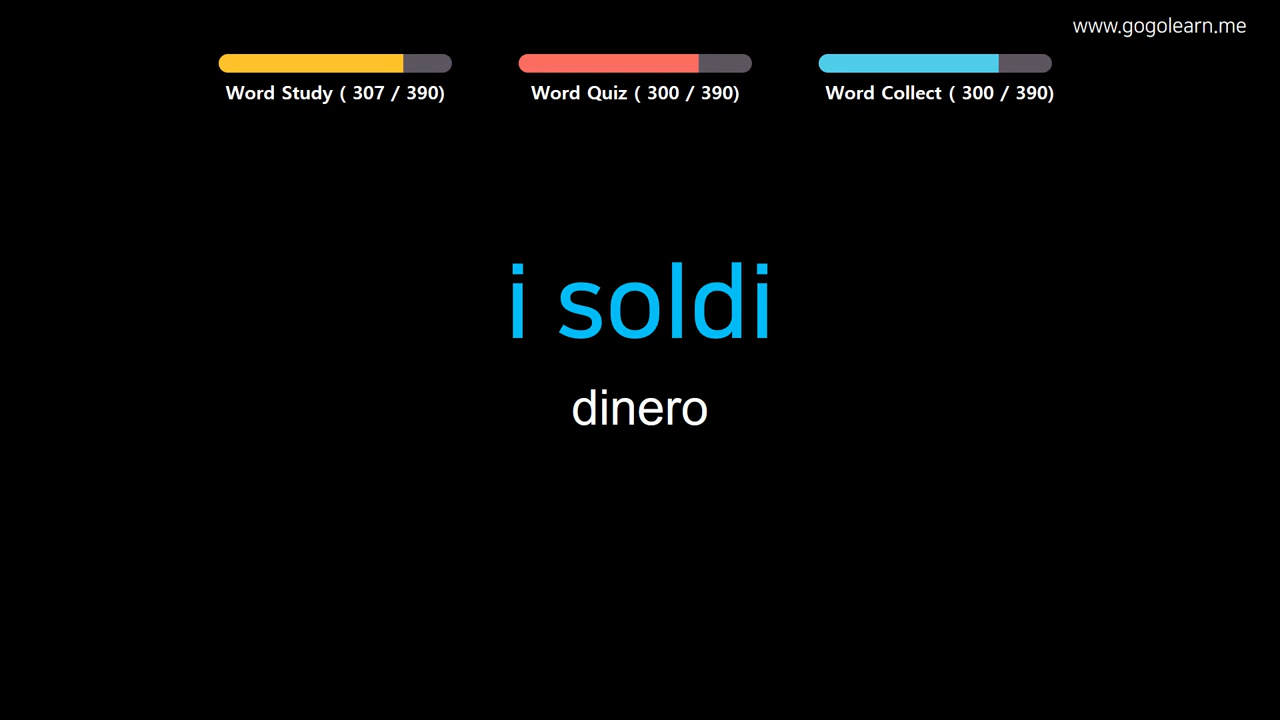 www.gogolearn.me
Word Study ( 307 / 390)
Word Quiz ( 300 / 390)
Word Collect ( 300 / 390)
i soldi
dinero